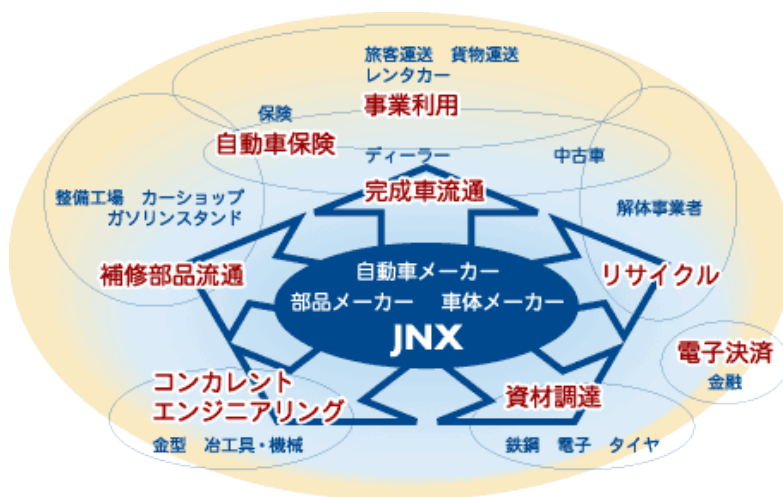 旅客運送 貨物運送
レンタカー
事業利用
保険
自動車保険
ディーラー
中古車
完成車流通
整備工場 カーショップ
ガソリンスタンド
解体事業者
補修部品流通
自動車メーカー
部品メーカー 車体メーカー
JNX
リサイクル
電子決済
金融
コンカレント
エンジニアリング
資材調達
金型 冶工具・機械
鉄鋼 電子 タイヤ